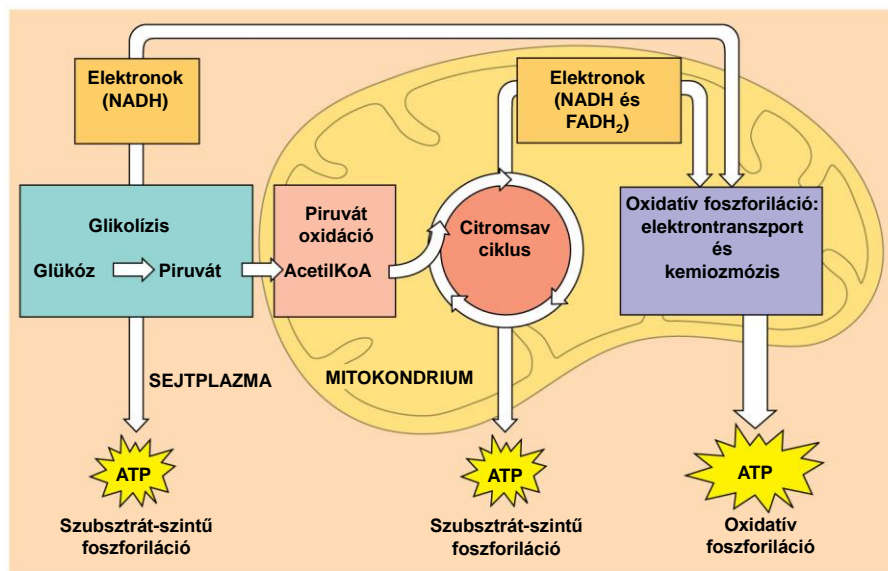 Elektronok
(NADH)
Elektronok
(NADH és
FADH₂)
Glikolízis
Glükóz
Piruvát
Piruvát
oxidáció
AcetilKoA
Citromsav
ciklus
Oxidatív foszforiláció:
elektrontranszport
és
kemiozmózis
SEJTPLAZMA
MITOKONDRIUM
ATP
ATP
ATP
Szubsztrát-szintű
foszforiláció
Szubsztrát-szintű
foszforiláció
Oxidatív
foszforiláció